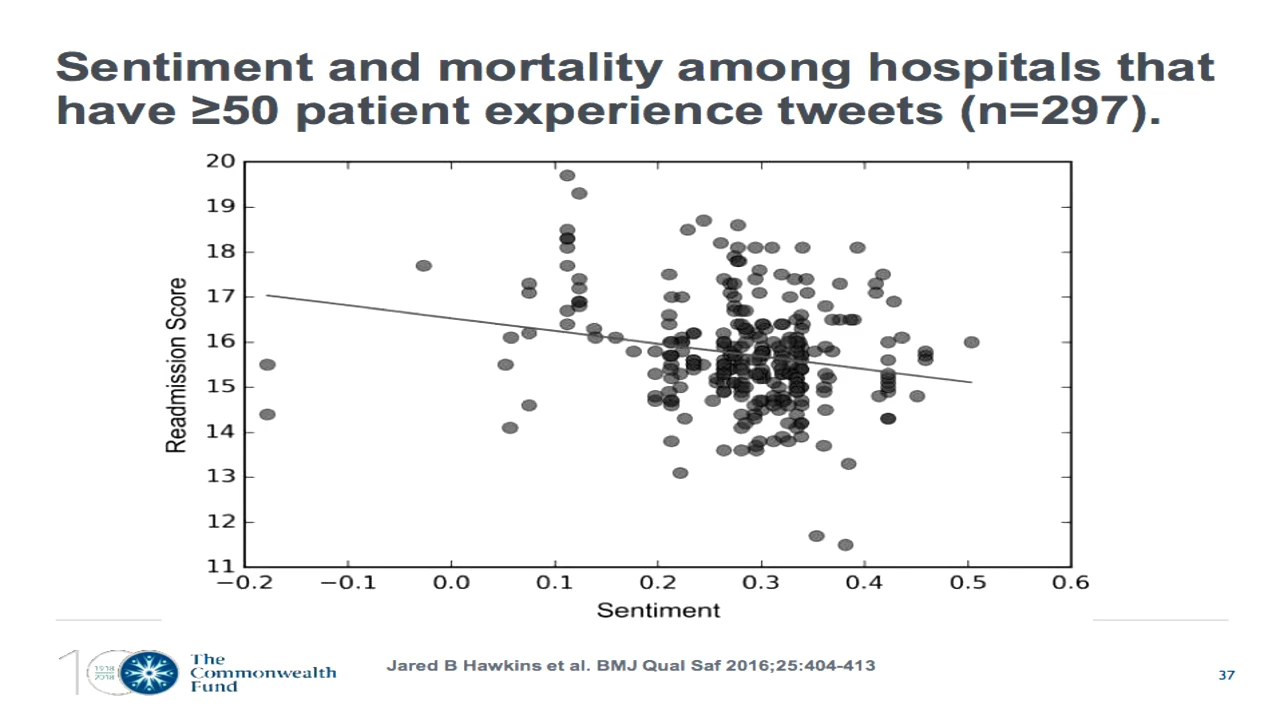 Sentiment and mortality among hospitals that
have ≥50 patient experience tweets (n=297).
20
19
18
17
16
15
14
13
12
11
Readmission Score
−0.2 −0.1 0.0 0.1 0.2 0.3 0.4 0.5 0.6
Sentiment
10
1918
2018
The
Commonwealth
Fund
Jared B Hawkins et al. BMJ Qual Saf 2016;25:404-413
37